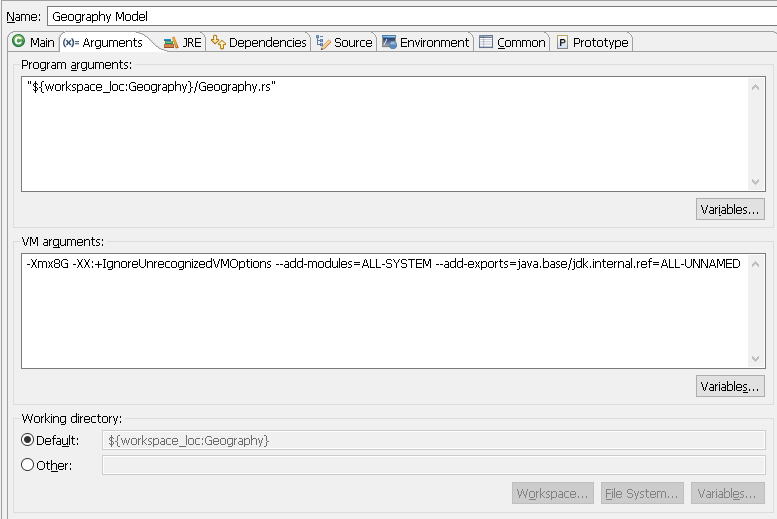 Name: Geography Model
Main (x)= Arguments JRE Dependencies Source Environment Common P Prototype
Program arguments:
"${workspace_loc:Geography}/Geography.rs"
Variables...
VM arguments:
-Xmx8G -XX:+IgnoreUnrecognizedVMOptions --add-modules=ALL-SYSTEM --add-exports=java.base/jdk.internal.ref=ALL-UNNAMED
Variables...
Working directory:
Default: ${workspace_loc:Geography}
Other:
Workspace... File System... Variables...